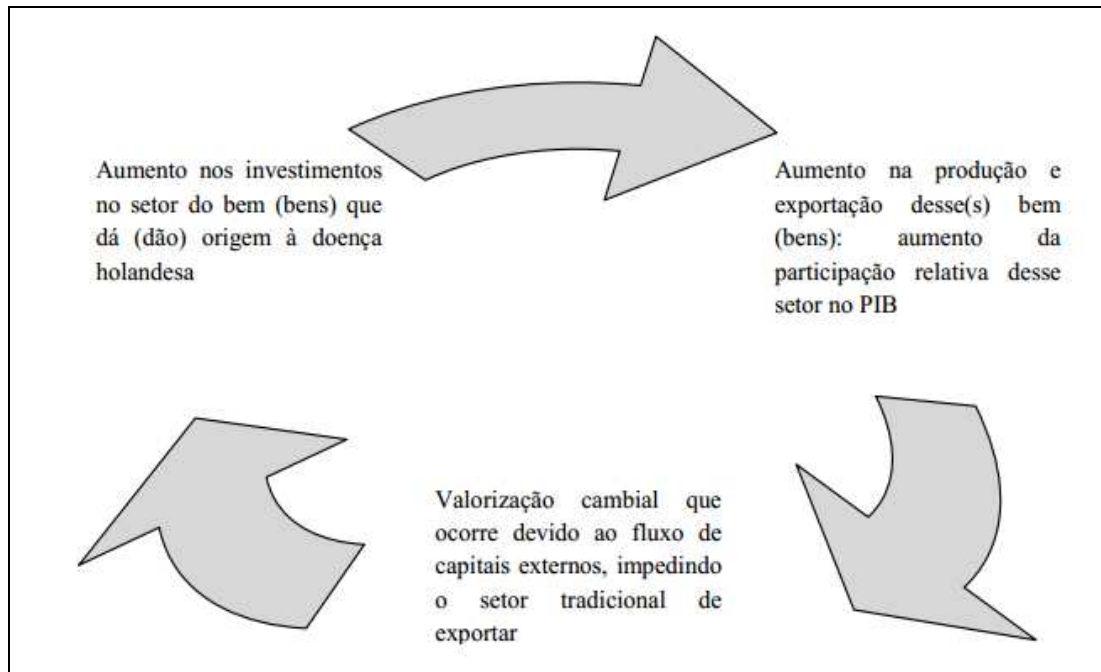 Aumento nos investimentos
no setor do bem (bens) que
dá (dão) origem à doença
holandesa
Aumento na produção e
exportação desse(s) bem
(bens): aumento da
participação relativa desse
setor no PIB
Valorização cambial que
ocorre devido ao fluxo de
capitais externos, impedindo
o setor tradicional de
exportar